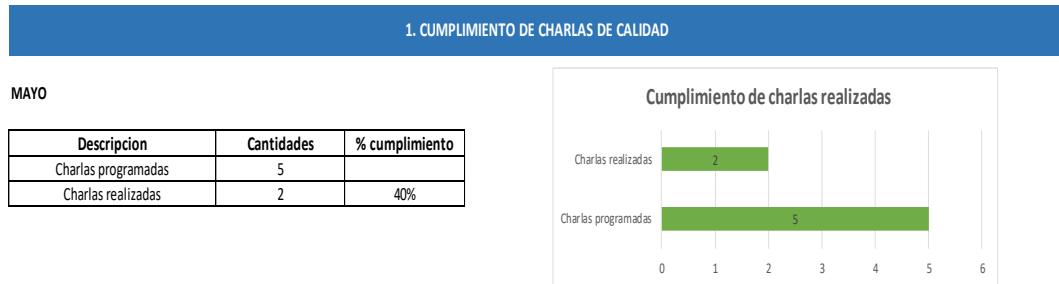 1. CUMPLIMIENTO DE CHARLAS DE CALIDAD
MAYO
Descripcion Cantidades % cumplimiento
Charlas programadas 5
Charlas realizadas 2 40%
Cumplimiento de charlas realizadas
Charlas realizadas 2
Charlas programadas 5
0 1 2 3 4 5 6